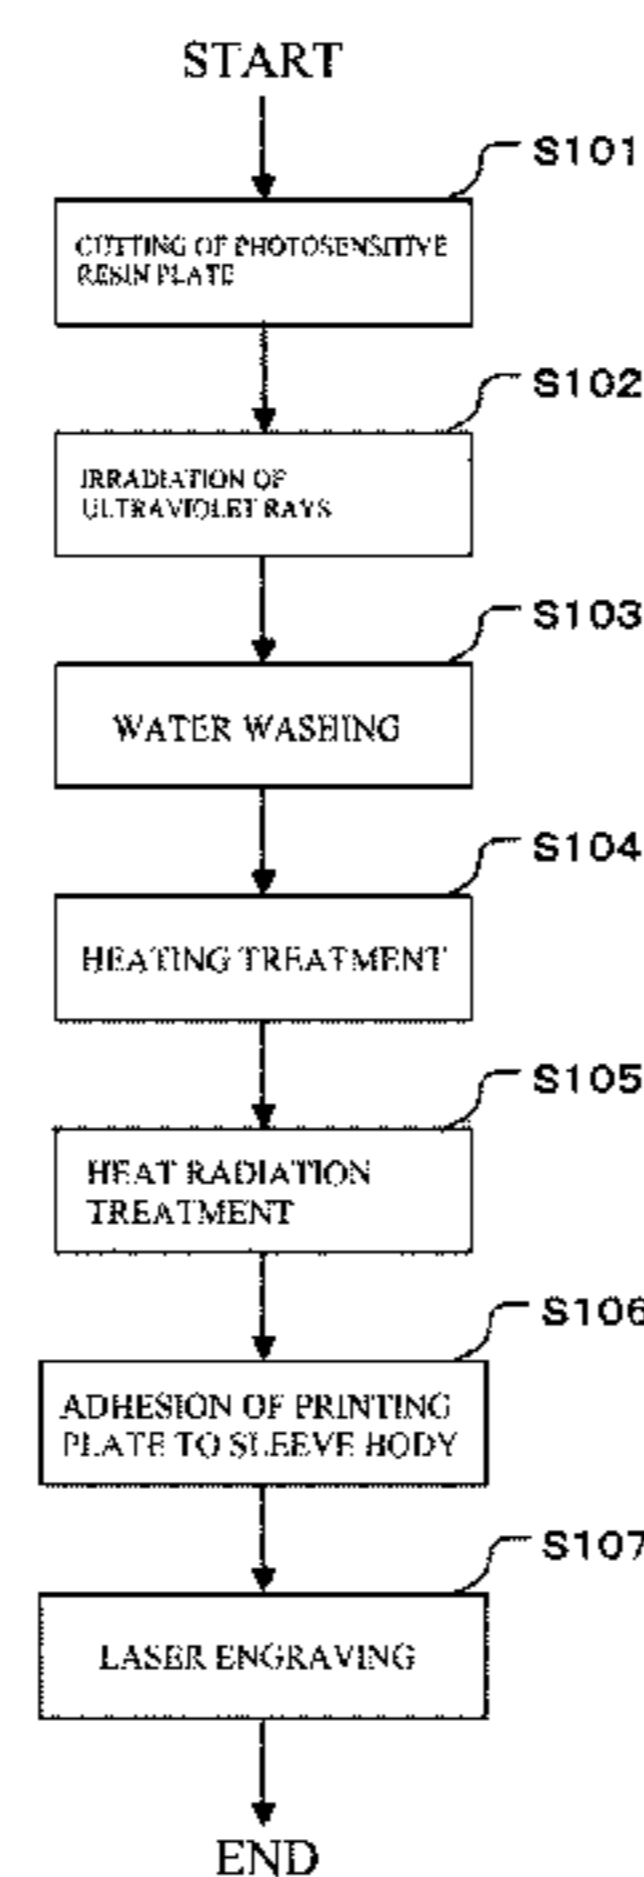 START
S101
CUTTING OF PHOTOSENSITIVE
RESIN PLATE
S102
IRRADIATION OF
ULTRAVIOLET RAYS
S103
WATER WASHING
S104
HEATING TREATMENT
S105
HEAT RADIATION
TREATMENT
S106
ADHESION OF PRINTING
PLATE TO SLEEVE BODY
S107
LASER ENGRAVING
END